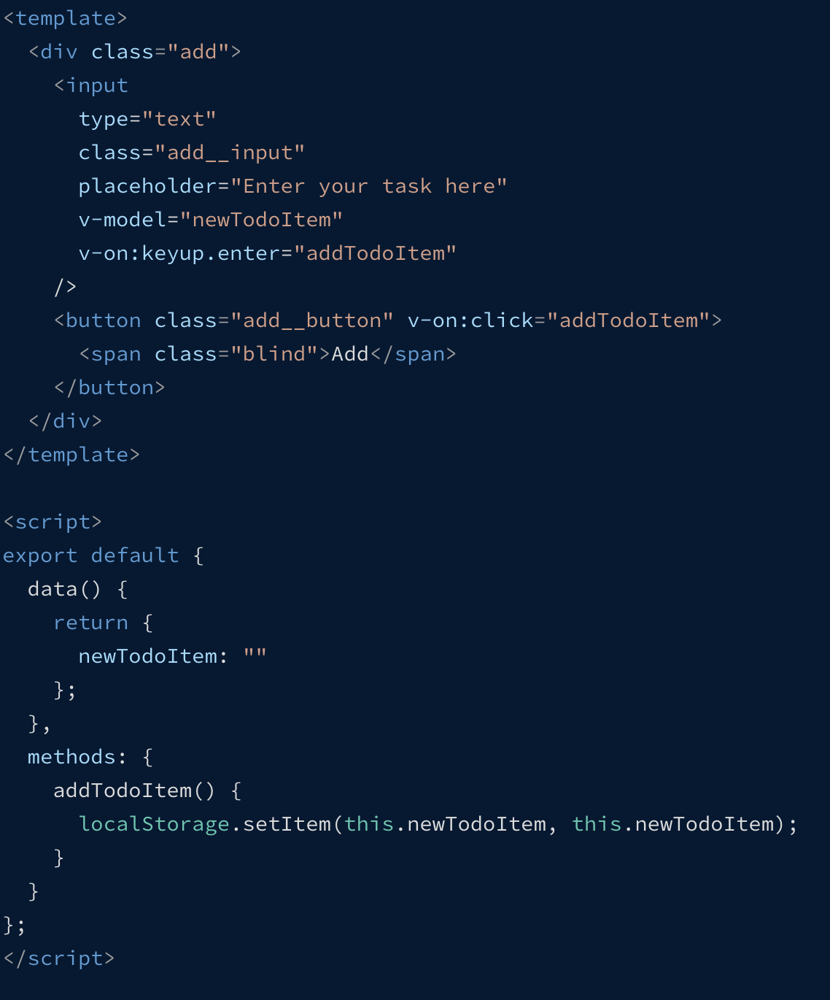 <template>
  <div class="add">
    <input
      type="text"
      class="add__input"
      placeholder="Enter your task here"
      v-model="newTodoItem"
      v-on:keyup.enter="addTodoItem"
    />
    <button class="add__button" v-on:click="addTodoItem">
      <span class="blind">Add</span>
    </button>
  </div>
</template>

<script>
export default {
  data() {
    return {
      newTodoItem: ""
    };
  },
  methods: {
    addTodoItem() {
      localStorage.setItem(this.newTodoItem, this.newTodoItem);
    }
  }
};
</script>